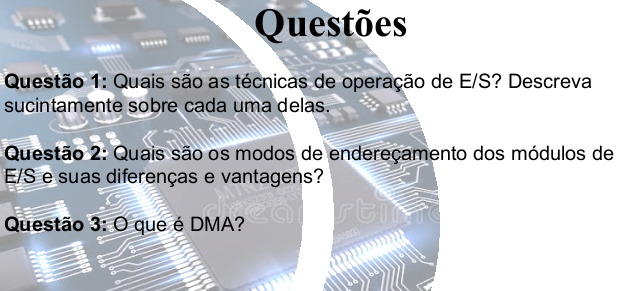 Questões
Questão 1: Quais são as técnicas de operação de E/S? Descreva
sucintamente sobre cada uma delas.
Questão 2: Quais são os modos de endereçamento dos módulos de
E/S e suas diferenças e vantagens?
dreamstime
Questão 3: O que é DMA?